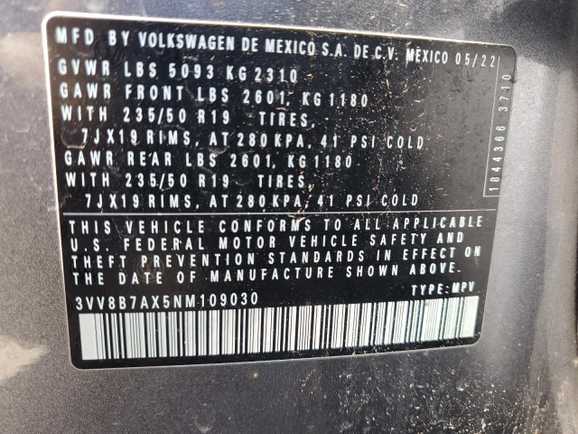 MFD BY VOLKSWAGEN DE MEXICO S.A. DE C.V. MEXICO 05/22
GVWR LBS 5093 KG 2310
GAWR FRONT LBS 2601, KG 1180
WITH 235/50 R19 TIRES,
7JX19 RIMS, AT 280 KPA, 41 PSI COLD
GAWR REAR LBS 2601, KG 1180
WITH 235/50 R19 TIRES,
7JX19 RIMS, AT 280 KPA, 41 PSI COLD
THIS VEHICLE CONFORMS TO ALL APPLICABLE
U.S. FEDERAL MOTOR VEHICLE SAFETY AND
THEFT PREVENTION STANDARDS IN EFFECT ON
THE DATE OF MANUFACTURE SHOWN ABOVE.
3VV8B7AX5NM109030 TYPE: MPV
1844366 3710